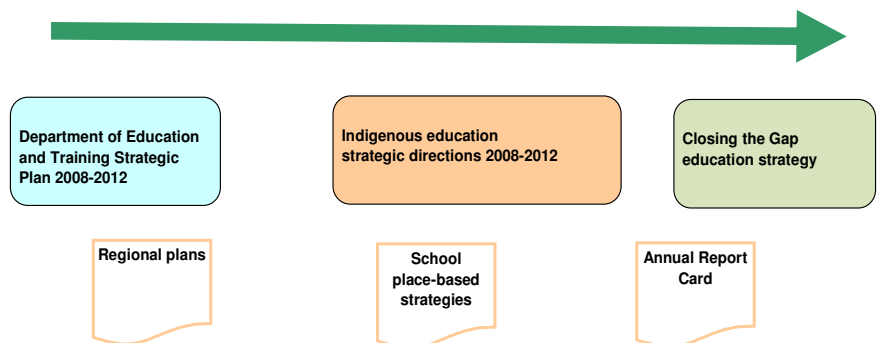 Department of Education
and Training Strategic
Plan 2008-2012
Indigenous education
strategic directions 2008-2012
Closing the Gap
education strategy
Regional plans
School
place-based
strategies
Annual Report
Card